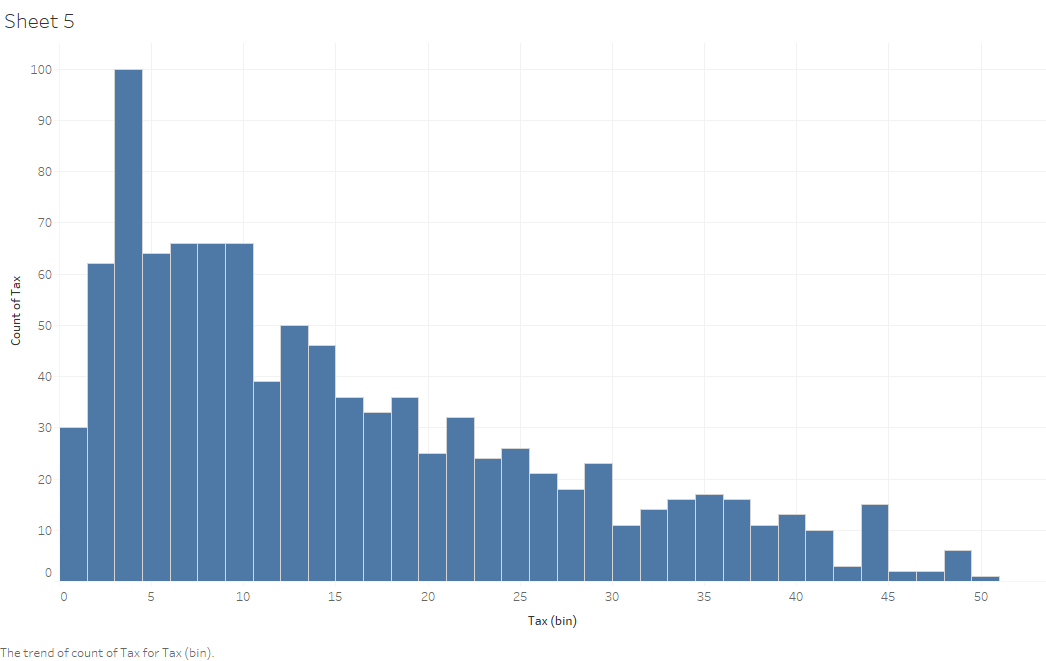 Sheet 5
100
90
80
70
60
50
40
30
20
10
0
Count of Tax
0 5 10 15 20 25 30 35 40 45 50
Tax (bin)
The trend of count of Tax for Tax (bin).